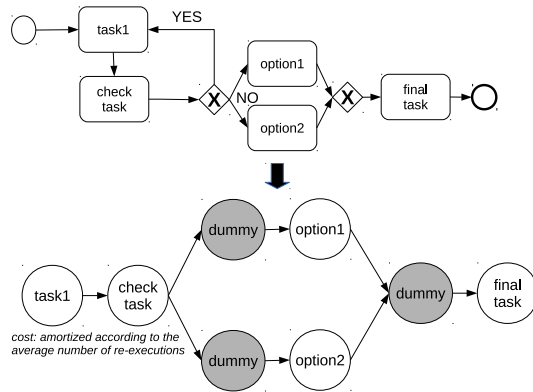 YES
task1
option1
check
task
X
NO
X
final
task
option2
dummy
option1
task1
check
task
dummy
final
task
cost: amortized according to the
average number of re-executions
dummy
option2